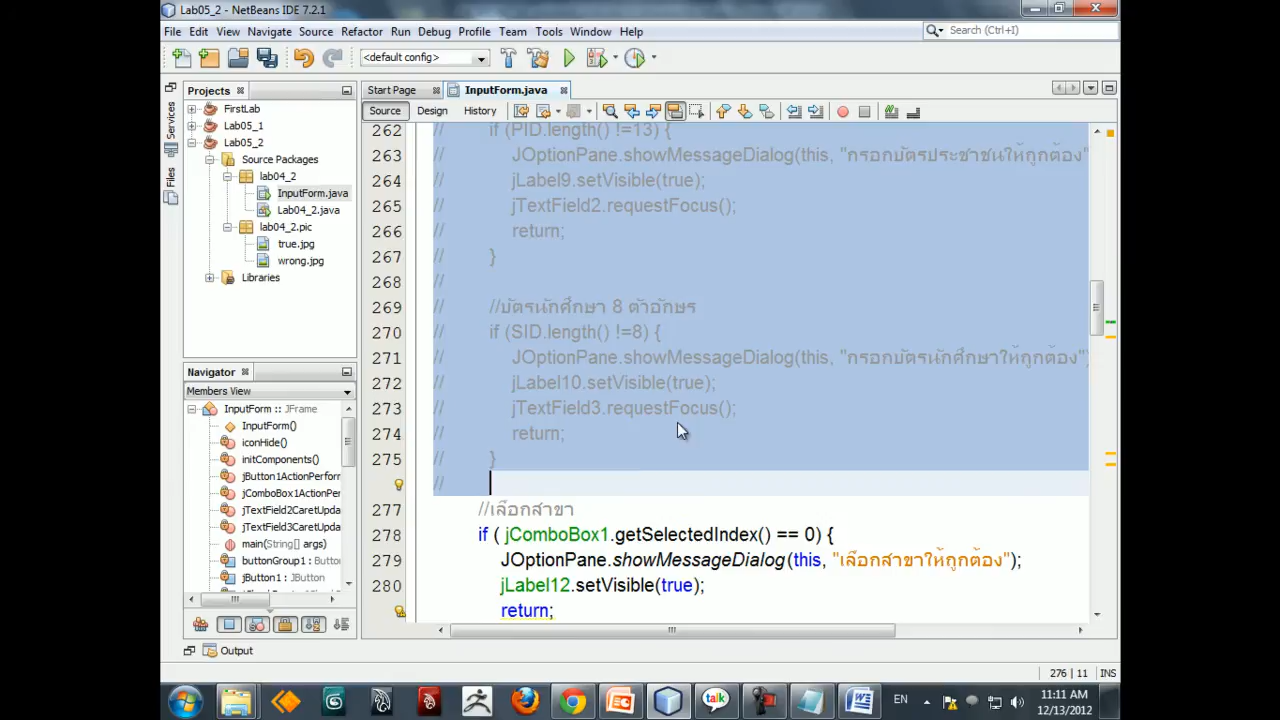 Lab05_2 - NetBeans IDE 7.2.1
File Edit View Navigate Source Refactor Run Debug Profile Team Tools Window Help
Search (Ctrl+I)
<default config>
Projects
Start Page
InputForm.java
Services
Files
FirstLab
Lab05_1
Lab05_2
Source Packages
lab04_2
InputForm.java
Lab04_2.java
lab04_2.pic
true.jpg
wrong.jpg
Libraries
Source Design History
262 // if (PID.length() !=13) {
263 // JOptionPane.showMessageDialog(this, "กรอกบัตรประชาชนให้ถูกต้อง"
264 // jLabel9.setVisible(true);
265 // jTextField2.requestFocus();
266 // return;
267 // }
268 //
269 // //บัตรนักศึกษา 8 ตัวอักษร
270 // if (SID.length() !=8) {
271 // JOptionPane.showMessageDialog(this, "กรอกบัตรนักศึกษาให้ถูกต้อง")
272 // jLabel10.setVisible(true);
273 // jTextField3.requestFocus();
274 // return;
275 // }
//
277 //เลือกสาขา
278 if ( jComboBox1.getSelectedIndex() == 0) {
279 JOptionPane.showMessageDialog(this, "เลือกสาขาให้ถูกต้อง");
280 jLabel12.setVisible(true);
return;
Navigator
Members View
InputForm :: JFrame
InputForm()
iconHide()
initComponents()
jButton1ActionPerform
jComboBox1ActionPer
jTextField2CaretUpda
jTextField3CaretUpda
main(String[] args)
buttonGroup1 : Butto
jButton1 : JButton
Output
276 | 11 INS
talk
EN
11:11 AM
12/13/2012